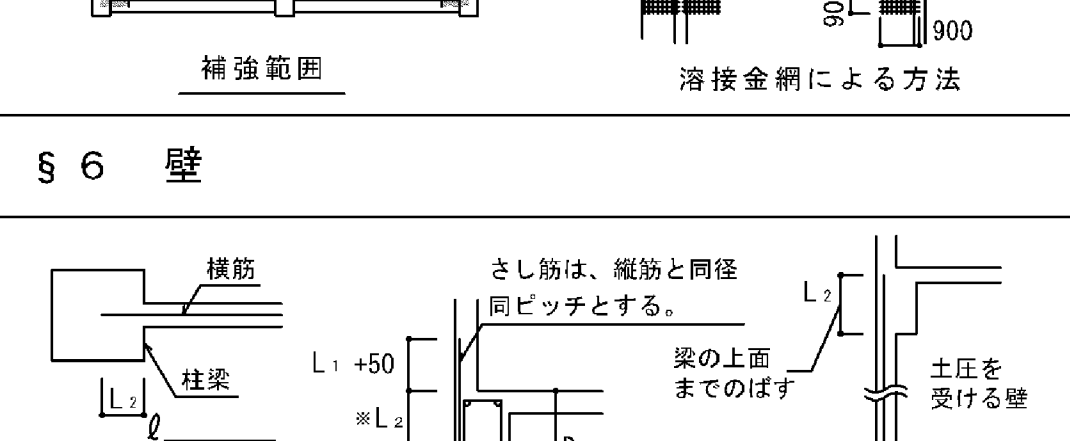 90
900
補強範囲
溶接金網による方法
§6 壁
横筋
柱梁
L2
ℓ
さし筋は、縦筋と同径
同ピッチとする。
L1 +50
※L2
L2
梁の上面
までのばす
土圧を
受ける壁